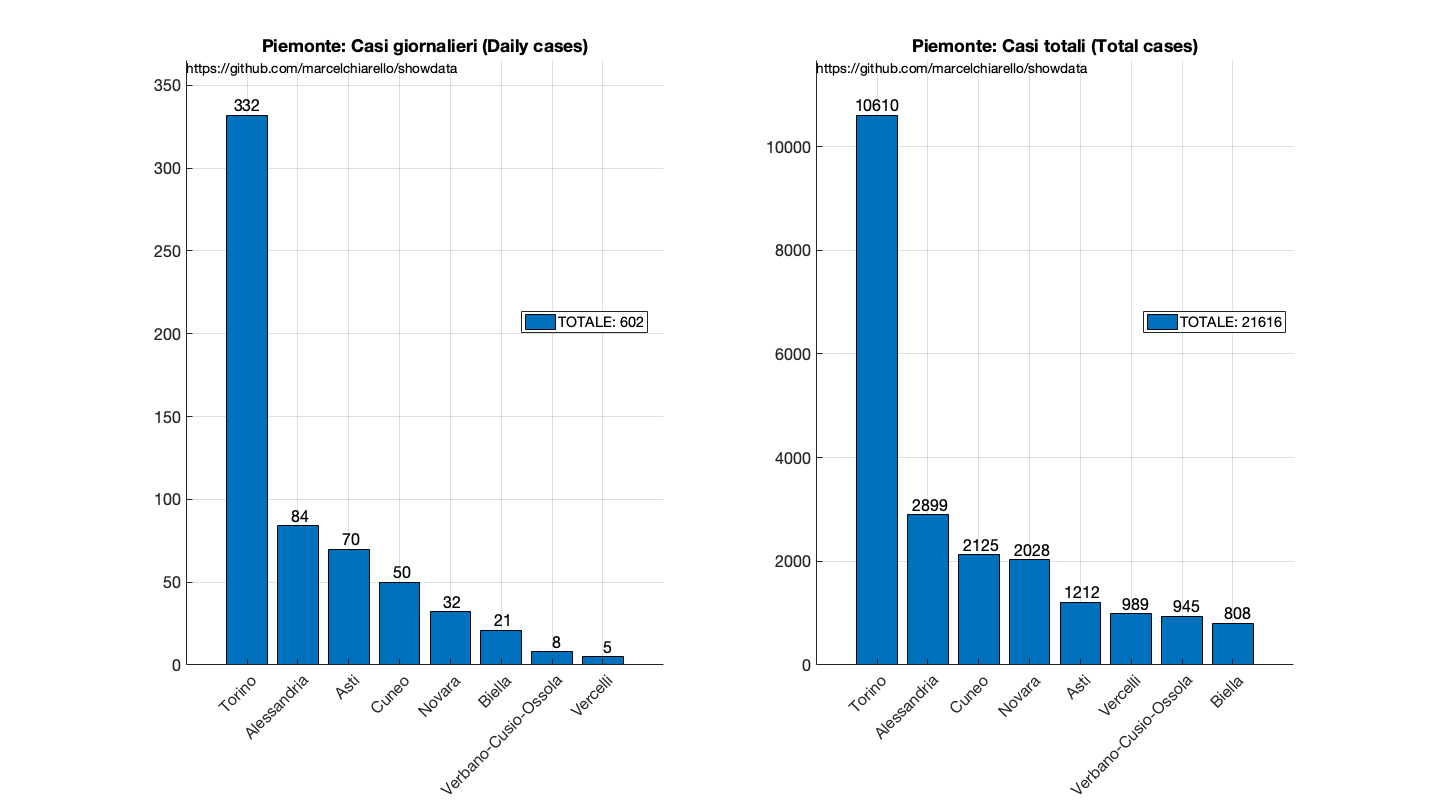 Piemonte: Casi giornalieri (Daily cases)
https://github.com/marcelchiarello/showdata
350
300
250
200
150
100
50
0
332
84
70
50
32
21
8
5
TOTALE: 602
Torino
Alessandria
Asti
Cuneo
Novara
Biella
Verbano-Cusio-Ossola
Vercelli
Piemonte: Casi totali (Total cases)
https://github.com/marcelchiarello/showdata
10000
8000
6000
4000
2000
0
10610
2899
2125
2028
1212
989
945
808
TOTALE: 21616
Torino
Alessandria
Cuneo
Novara
Asti
Vercelli
Verbano-Cusio-Ossola
Biella